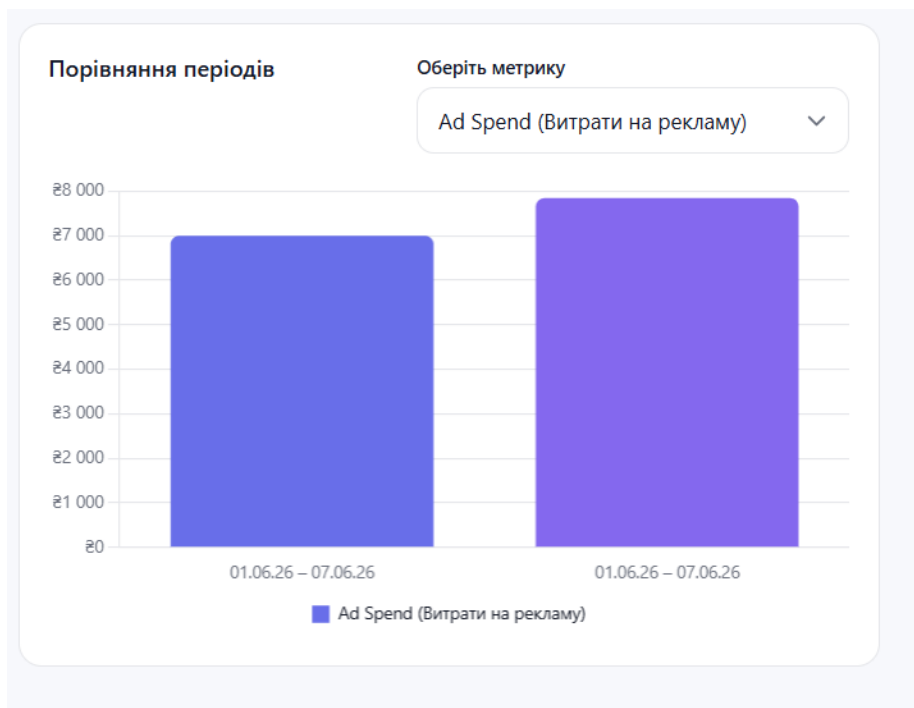 Порівняння періодів
Оберіть метрику
Ad Spend (Витрати на рекламу)
₴8 000
₴7 000
₴6 000
₴5 000
₴4 000
₴3 000
₴2 000
₴1 000
₴0
01.06.26 – 07.06.26
01.06.26 – 07.06.26
Ad Spend (Витрати на рекламу)